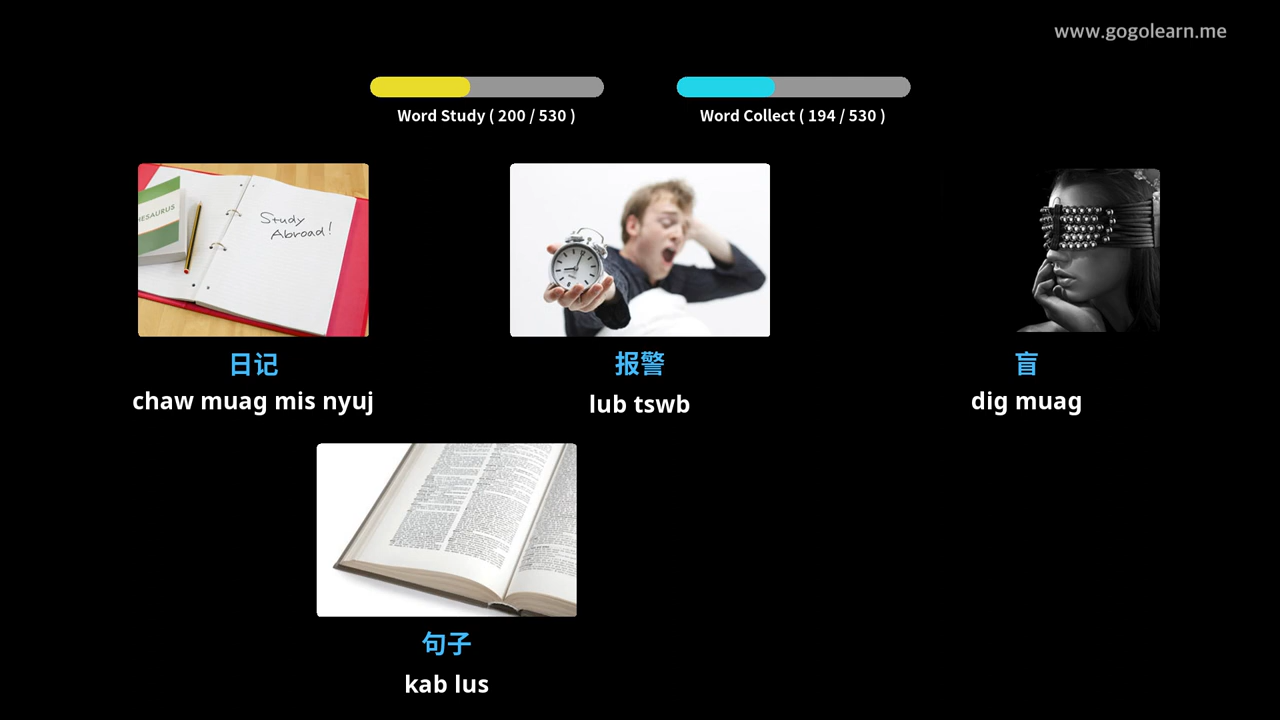 www.gogolearn.me
Word Study ( 200 / 530 )
Word Collect ( 194 / 530 )
THESAURUS
Study
Abroad!
日记
chaw muag mis nyuj
报警
lub tswb
盲
dig muag
句子
kab lus